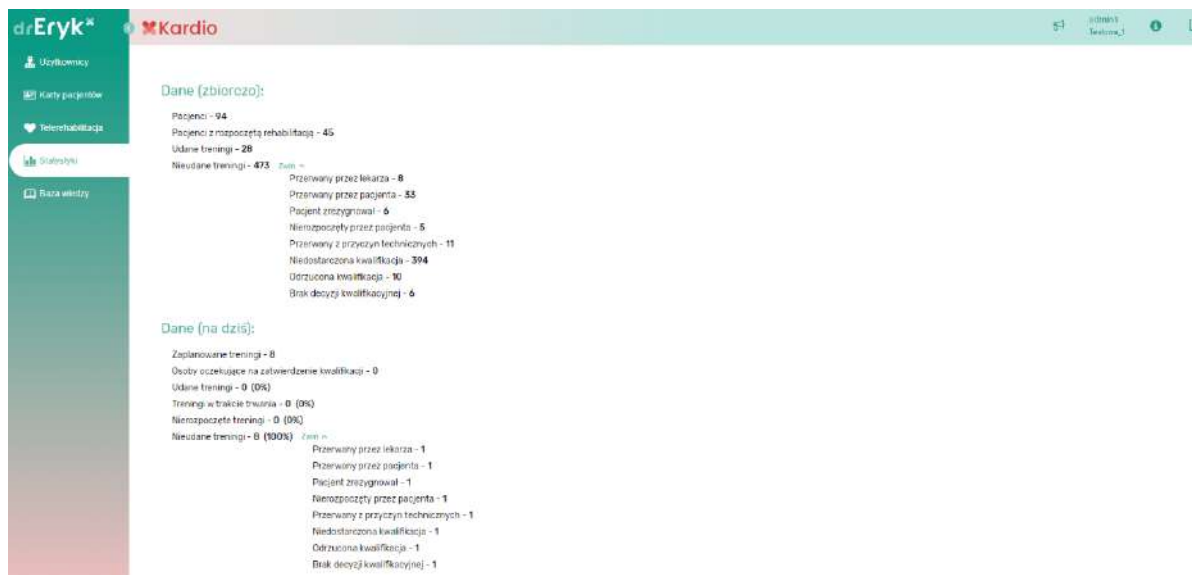 drEryk
Kardio
admin1
Testowa_1
Użytkownicy
Karty pacjentów
Telerehabilitacja
Statystyki
Baza wiedzy
Dane (zbiorczo):
Pacjenci - 94
Pacjenci z rozpoczętą rehabilitacją - 45
Udane treningi - 28
Nieudane treningi - 473 Zwiń
Przerwany przez lekarza - 8
Przerwany przez pacjenta - 33
Pacjent zrezygnował - 6
Nierozpoczęty przez pacjenta - 5
Przerwany z przyczyn technicznych - 11
Niedostarczona kwalifikacja - 394
Odrzucona kwalifikacja - 10
Brak decyzji kwalifikacyjnej - 6
Dane (na dziś):
Zaplanowane treningi - 8
Osoby oczekujące na zatwierdzenie kwalifikacji - 0
Udane treningi - 0 (0%)
Treningi w trakcie trwania - 0 (0%)
Nierozpoczęte treningi - 0 (0%)
Nieudane treningi - 8 (100%) Zwiń
Przerwany przez lekarza - 1
Przerwany przez pacjenta - 1
Pacjent zrezygnował - 1
Nierozpoczęty przez pacjenta - 1
Przerwany z przyczyn technicznych - 1
Niedostarczona kwalifikacja - 1
Odrzucona kwalifikacja - 1
Brak decyzji kwalifikacyjnej - 1